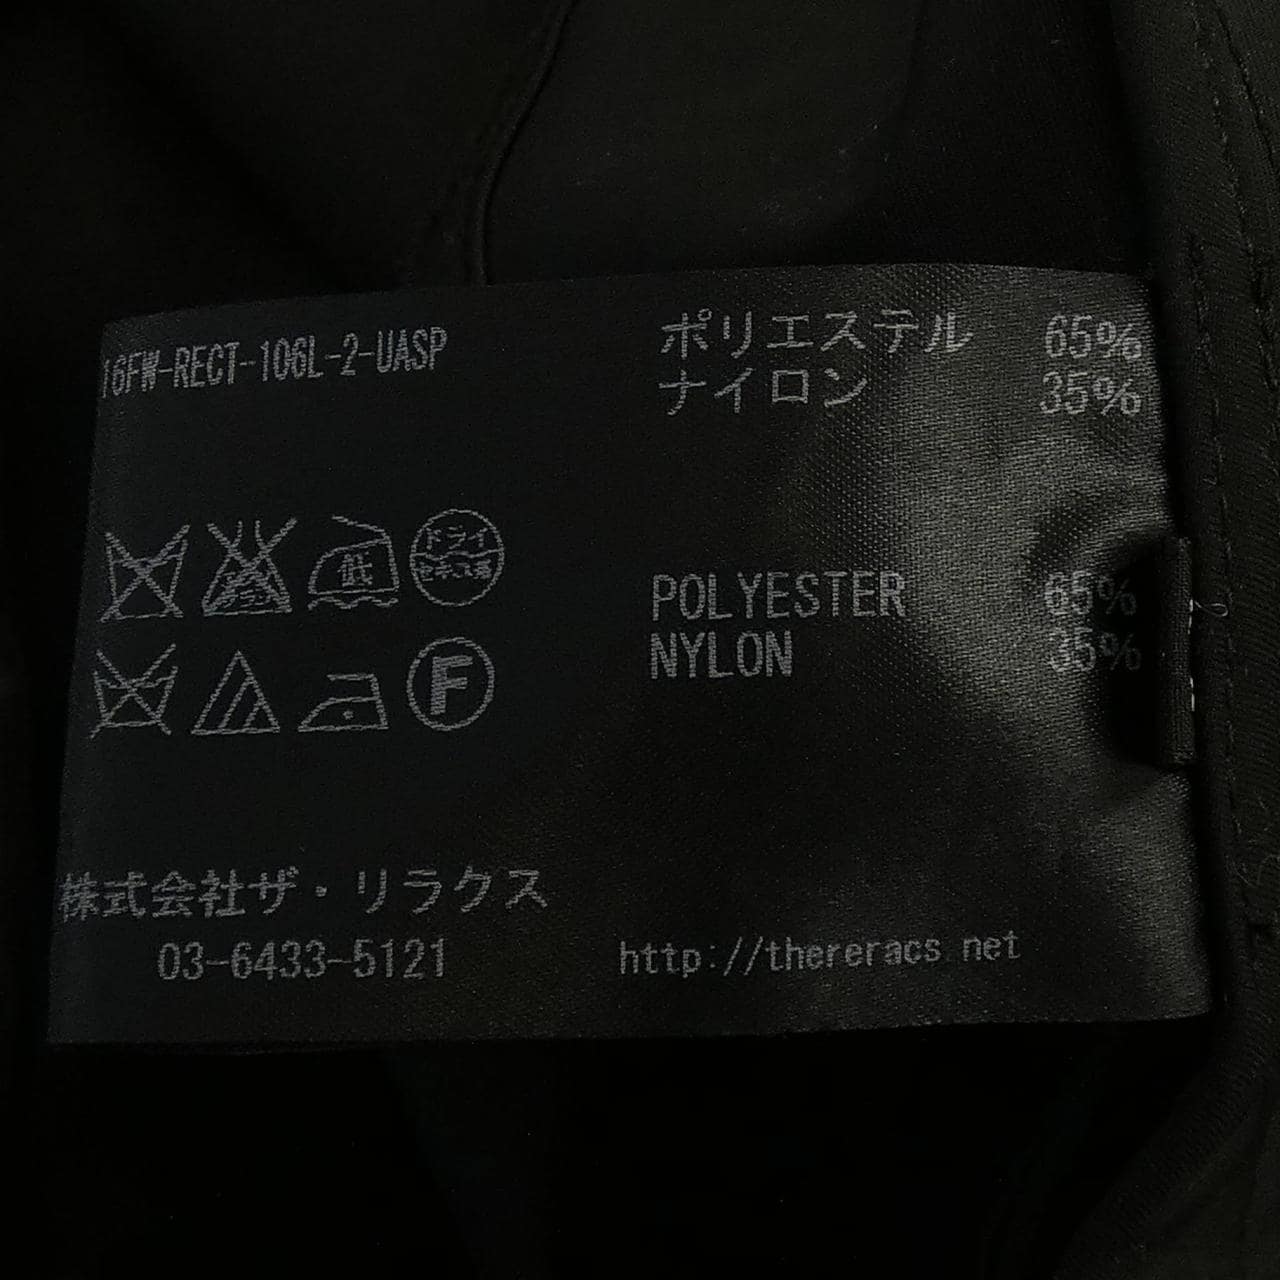 16FW-RECT-106L-2-UASP
ポリエステル 65%
ナイロン 35%
低
ドライ
POLYESTER 65%
NYLON 35%
F
株式会社ザ・リラクス
03-6433-5121
http://thereracs net